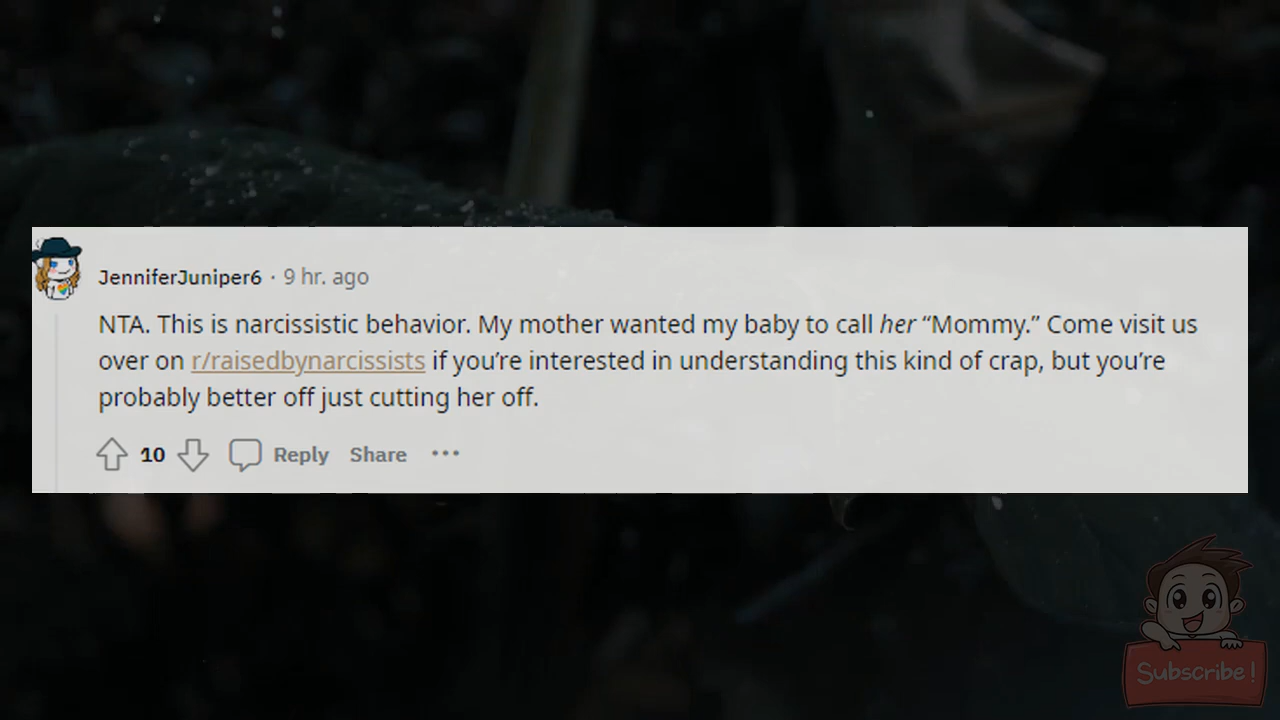 JenniferJuniper6 · 9 hr. ago
NTA. This is narcissistic behavior. My mother wanted my baby to call her “Mommy.” Come visit us
over on r/raisedbynarcissists if you’re interested in understanding this kind of crap, but you’re
probably better off just cutting her off.
10 Reply Share ···
Subscribe!